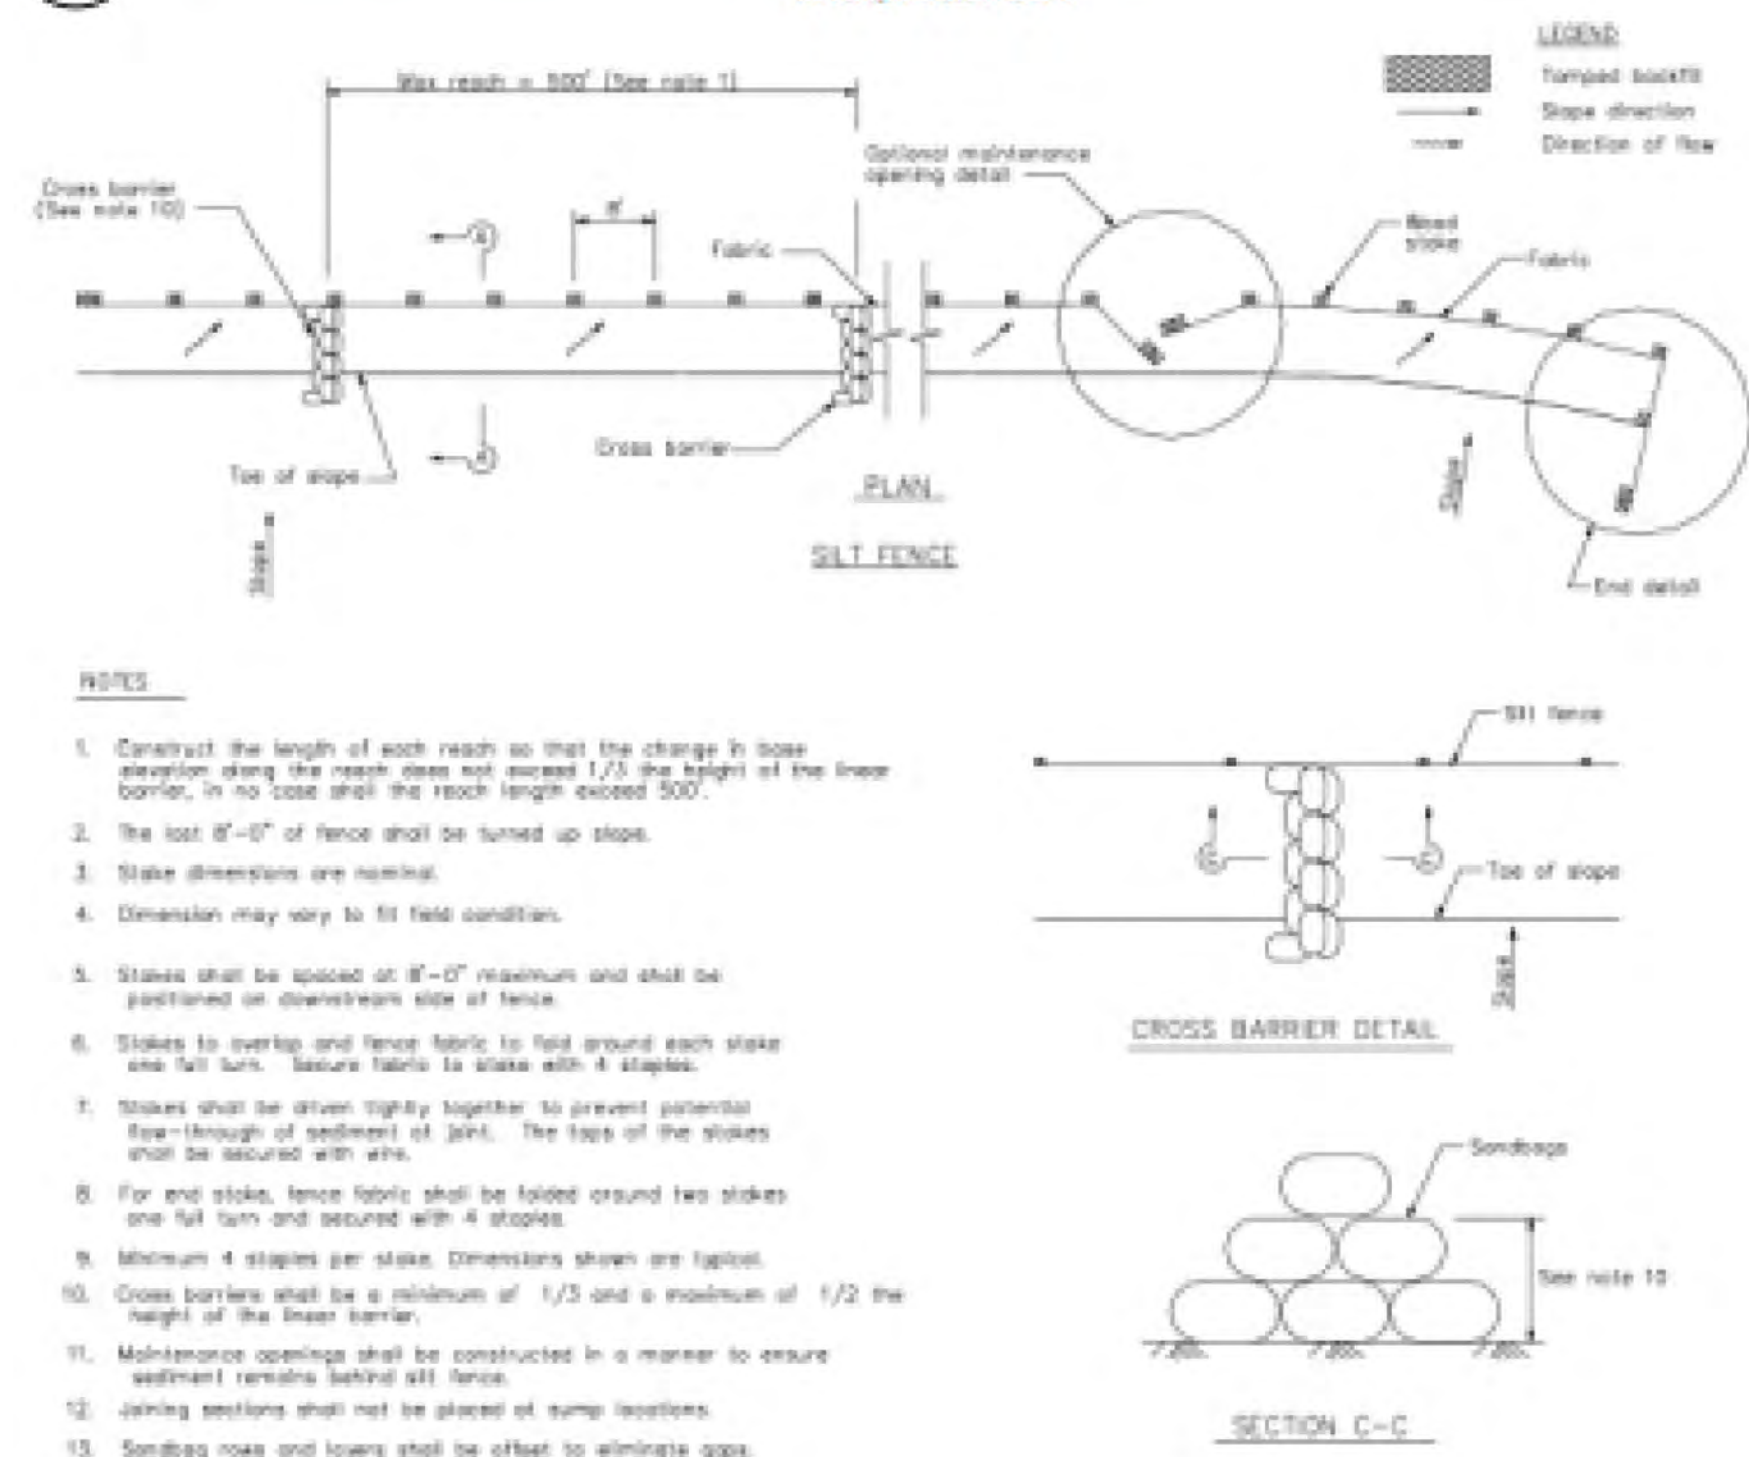 LEGEND
Tamped backfill
Slope direction
Direction of flow
Max reach = 500' (See note 1)
Optional maintenance
opening detail
Cross barrier
(See note 10)
8'
Fabric
Wood
stake
Fabric
Cross barrier
Toe of slope
PLAN
SILT FENCE
Slope
Slope
End detail
NOTES
1. Construct the length of each reach so that the change in base
elevation along the reach does not exceed 1/3 the height of the linear
barrier, in no case shall the reach length exceed 500'.
2. The last 8'-0" of fence shall be turned up slope.
3. Stake dimensions are nominal.
4. Dimension may vary to fit field condition.
5. Stakes shall be spaced at 8'-0" maximum and shall be
positioned on downstream side of fence.
6. Stakes to overlap and fence fabric to fold around each stake
one full turn. Secure fabric to stake with 4 staples.
7. Stakes shall be driven tightly together to prevent potential
flow-through of sediment at joint. The tops of the stakes
shall be secured with wire.
8. For end stake, fence fabric shall be folded around two stakes
one full turn and secured with 4 staples.
9. Minimum 4 staples per stake. Dimensions shown are typical.
10. Cross barriers shall be a minimum of 1/3 and a maximum of 1/2 the
height of the linear barrier.
11. Maintenance openings shall be constructed in a manner to ensure
sediment remains behind silt fence.
12. Joining sections shall not be placed at sump locations.
13. Sandbag rows and layers shall be offset to eliminate gaps.
Silt fence
C
C
Toe of slope
Slope
CROSS BARRIER DETAIL
Sandbags
See note 10
SECTION C-C